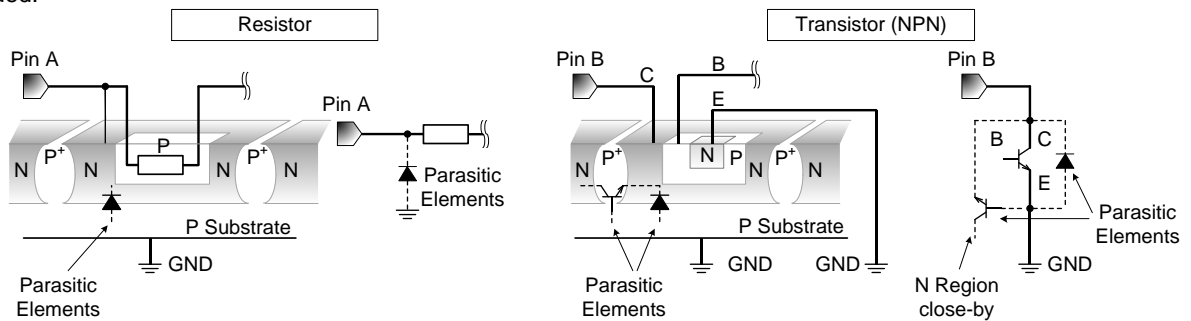 Resistor
Transistor (NPN)
Pin A
Pin A
N
P+
N
P
N
P+
N
Parasitic
Elements
P Substrate
GND
Parasitic
Elements
Pin B
C
B
E
N
P+
N
N
P
N
P+
N
P Substrate
GND
GND
Parasitic
Elements
Pin B
B
C
E
Parasitic
Elements
GND
N Region
close-by